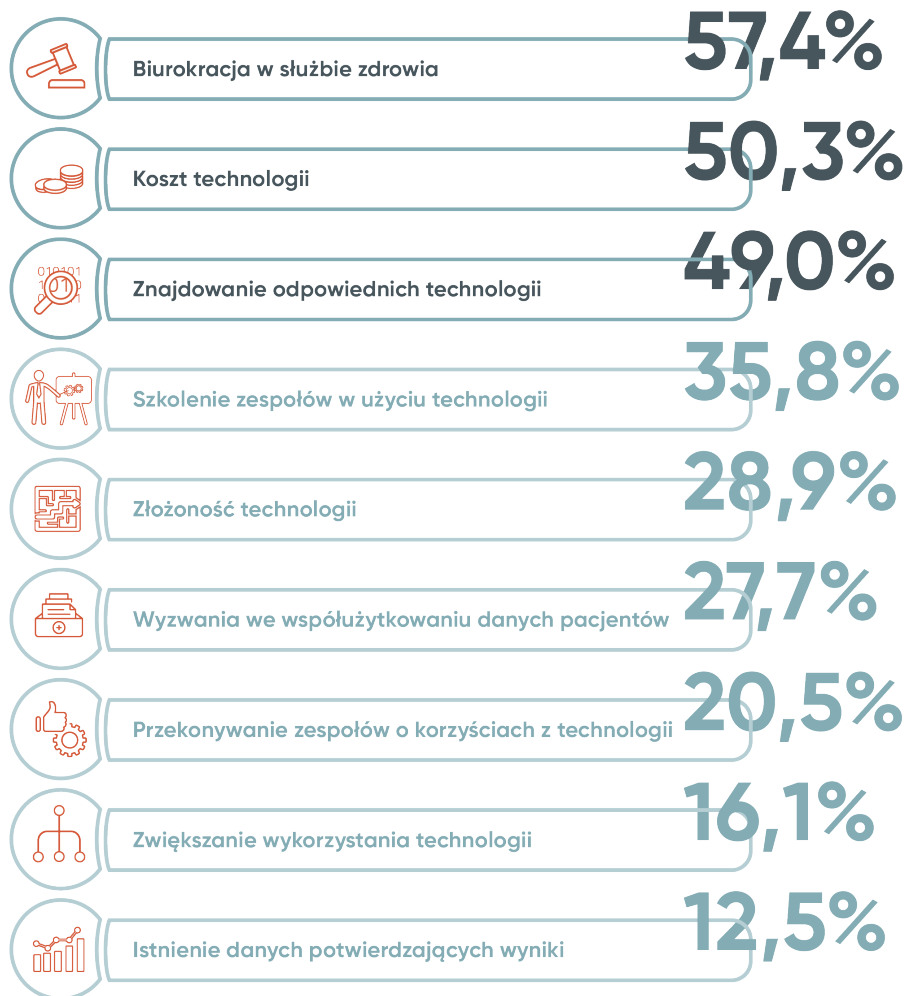 Biurokracja w służbie zdrowia 57,4%
Koszt technologii 50,3%
010101
Znajdowanie odpowiednich technologii 49,0%
Szkolenie zespołów w użyciu technologii 35,8%
Złożoność technologii 28,9%
Wyzwania we współużytkowaniu danych pacjentów 27,7%
Przekonywanie zespołów o korzyściach z technologii 20,5%
Zwiększanie wykorzystania technologii 16,1%
Istnienie danych potwierdzających wyniki 12,5%